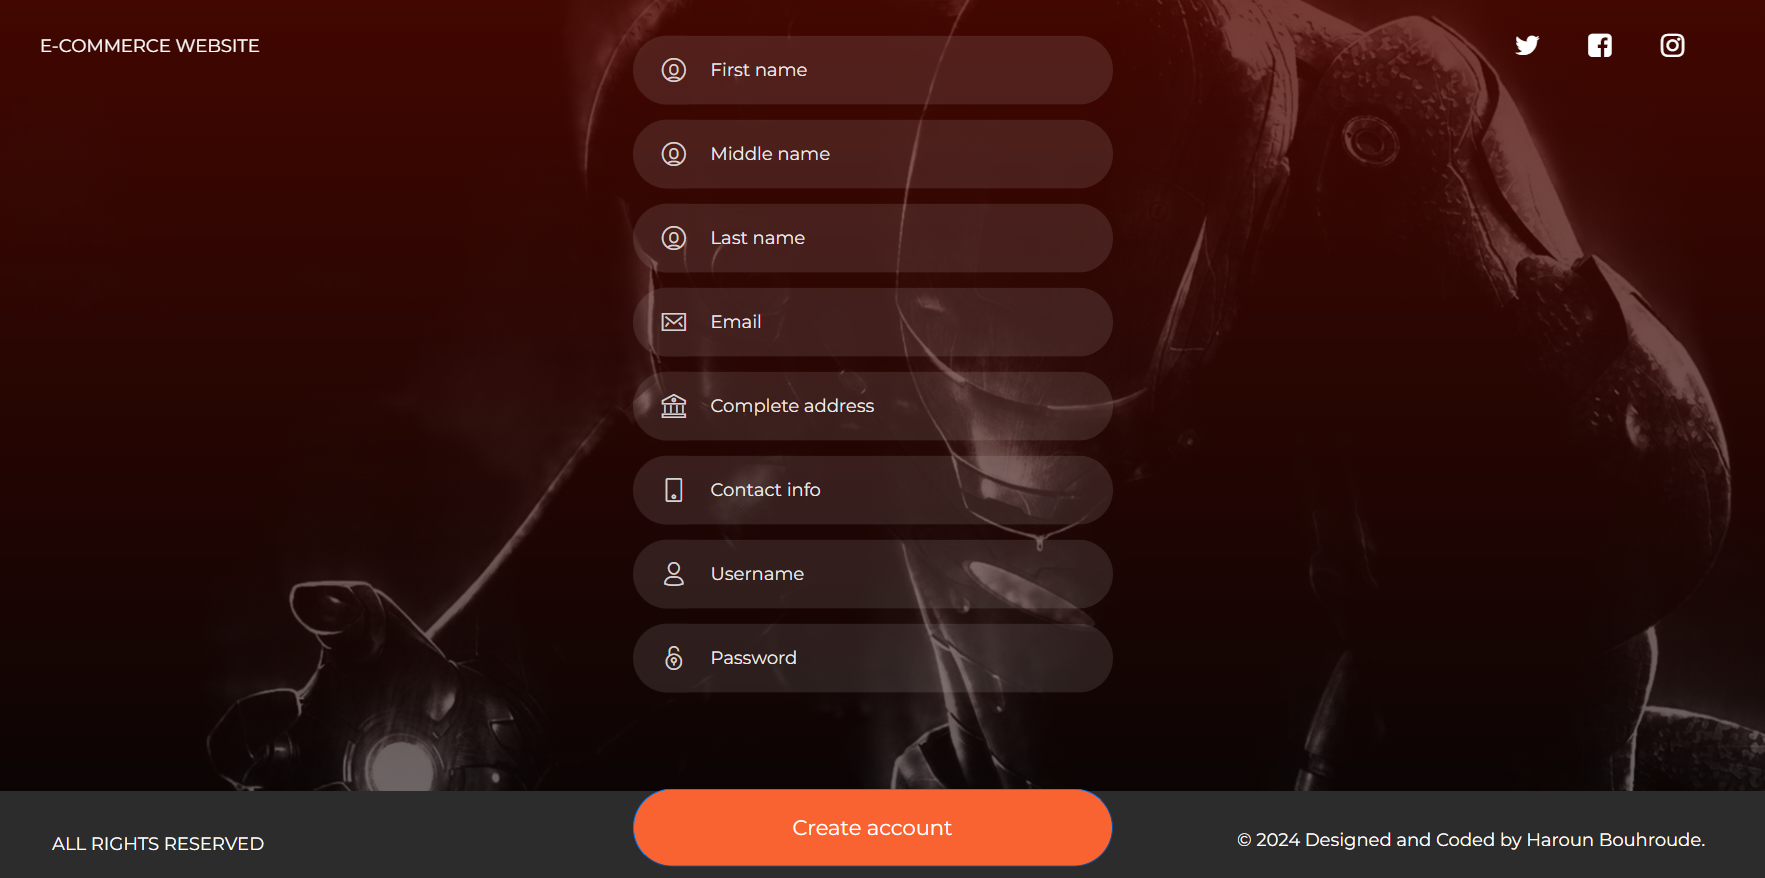 E-COMMERCE WEBSITE
First name
Middle name
Last name
Email
Complete address
Contact info
Username
Password
Create account
ALL RIGHTS RESERVED
© 2024 Designed and Coded by Haroun Bouhroude.